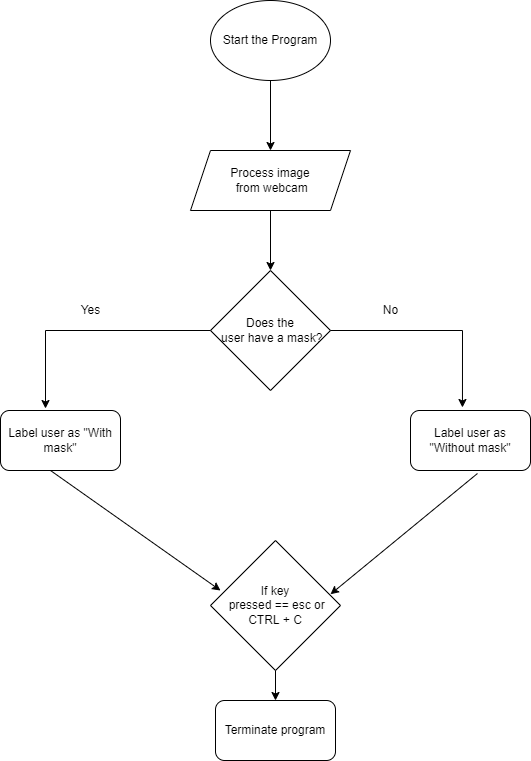 Start the Program
Process image
from webcam
Does the
user have a mask?
Yes
No
Label user as "With
mask"
Label user as
"Without mask"
If key
pressed == esc or
CTRL + C
Terminate program